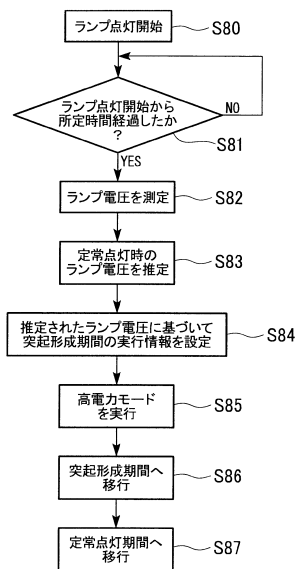 ランプ点灯開始
S80
ランプ点灯開始から
所定時間経過したか
?
NO
S81
YES
ランプ電圧を測定
S82
定常点灯時の
ランプ電圧を推定
S83
推定されたランプ電圧に基づいて
突起形成期間の実行情報を設定
S84
高電力モード
を実行
S85
突起形成期間へ
移行
S86
定常点灯期間へ
移行
S87